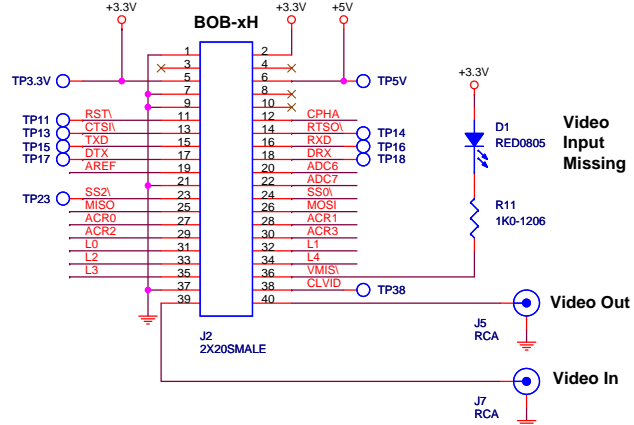 +3.3V
BOB-xH
+3.3V
+5V
1 2
3 4
TP3.3V 5 6 TP5V
7 8
9 10
TP11 RST\ 11 12 CPHA
TP13 CTSI\ 13 14 RTSO\ TP14
TP15 TXD 15 16 RXD TP16
TP17 DTX 17 18 DRX TP18
AREF 19 20 ADC6
21 22 ADC7
TP23 SS2\ 23 24 SS0\
MISO 25 26 MOSI
ACR0 27 28 ACR1
ACR2 29 30 ACR3
L0 31 32 L1
L2 33 34 L4
L3 35 36 VMIS\
37 38 CLVID TP38
39 40
J2
2X20SMALE
+3.3V
D1
RED0805
Video
Input
Missing
R11
1K0-1206
Video Out
J5
RCA
Video In
J7
RCA